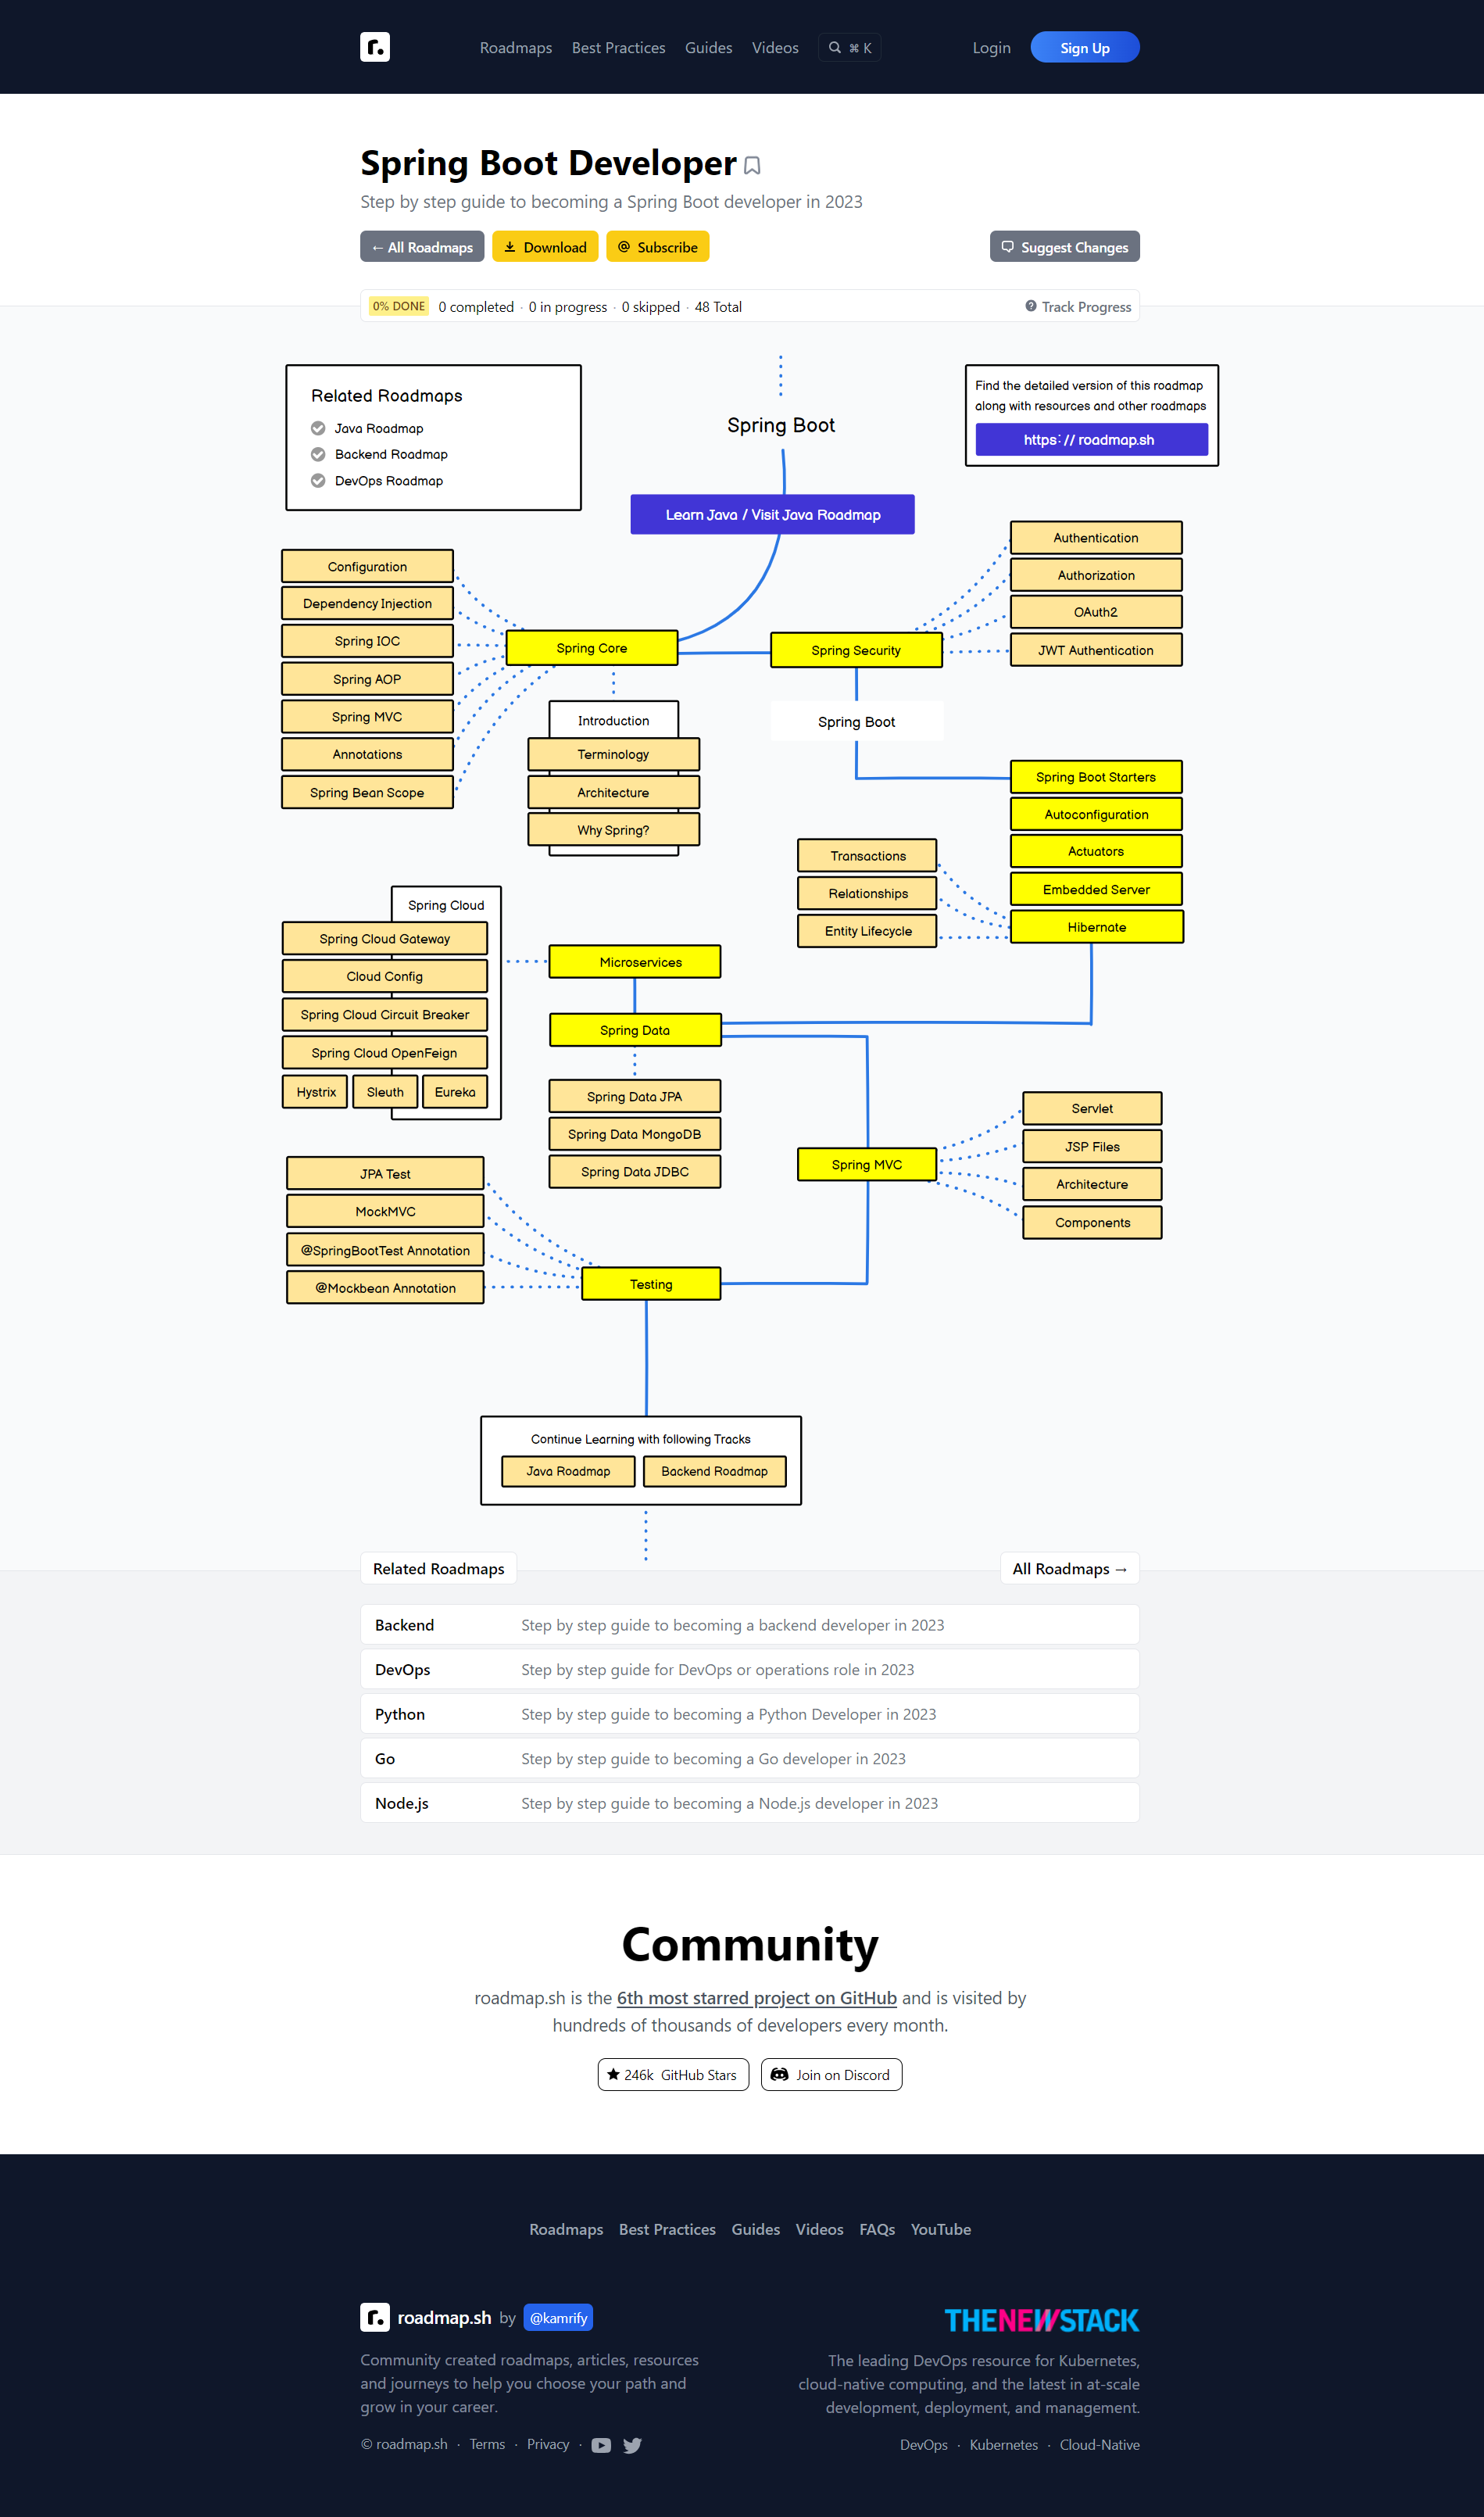 r.
Roadmaps Best Practices Guides Videos ⌘ K Login Sign Up
Spring Boot Developer
Step by step guide to becoming a Spring Boot developer in 2023
← All Roadmaps Download Subscribe Suggest Changes
0% DONE 0 completed · 0 in progress · 0 skipped · 48 Total Track Progress
Related Roadmaps
Java Roadmap
Backend Roadmap
DevOps Roadmap
Spring Boot
Find the detailed version of this roadmap
along with resources and other roadmaps
https://roadmap.sh
Learn Java / Visit Java Roadmap
Configuration
Dependency Injection
Spring IOC
Spring AOP
Spring MVC
Annotations
Spring Bean Scope
Spring Core
Introduction
Terminology
Architecture
Why Spring?
Spring Security
Authentication
Authorization
OAuth2
JWT Authentication
Spring Boot
Spring Boot Starters
Autoconfiguration
Actuators
Embedded Server
Hibernate
Transactions
Relationships
Entity Lifecycle
Spring Cloud
Spring Cloud Gateway
Cloud Config
Spring Cloud Circuit Breaker
Spring Cloud OpenFeign
Hystrix Sleuth Eureka
Microservices
Spring Data
Spring Data JPA
Spring Data MongoDB
Spring Data JDBC
Spring MVC
Servlet
JSP Files
Architecture
Components
JPA Test
MockMVC
@SpringBootTest Annotation
@Mockbean Annotation
Testing
Continue Learning with following Tracks
Java Roadmap Backend Roadmap
Related Roadmaps All Roadmaps →
Backend Step by step guide to becoming a backend developer in 2023
DevOps Step by step guide for DevOps or operations role in 2023
Python Step by step guide to becoming a Python Developer in 2023
Go Step by step guide to becoming a Go developer in 2023
Node.js Step by step guide to becoming a Node.js developer in 2023
Community
roadmap.sh is the 6th most starred project on GitHub and is visited by
hundreds of thousands of developers every month.
246k GitHub Stars Join on Discord
Roadmaps Best Practices Guides Videos FAQs YouTube
r. roadmap.sh by @kamrify
Community created roadmaps, articles, resources
and journeys to help you choose your path and
grow in your career.
© roadmap.sh · Terms · Privacy ·
THENEWSTACK
The leading DevOps resource for Kubernetes,
cloud-native computing, and the latest in at-scale
development, deployment, and management.
DevOps · Kubernetes · Cloud-Native